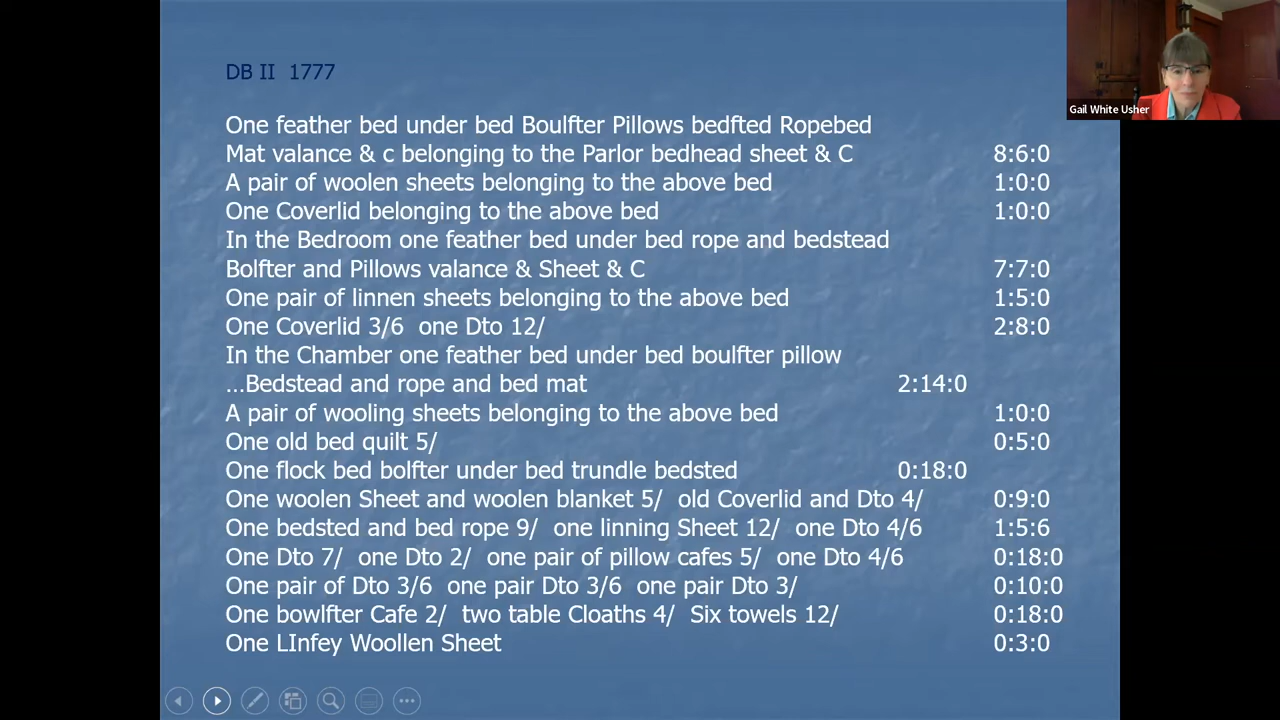 DB II 1777
Gail White Usher
One feather bed under bed Boulfter Pillows bedfted Ropebed
Mat valance & c belonging to the Parlor bedhead sheet & C 8:6:0
A pair of woolen sheets belonging to the above bed 1:0:0
One Coverlid belonging to the above bed 1:0:0
In the Bedroom one feather bed under bed rope and bedstead
Bolfter and Pillows valance & Sheet & C 7:7:0
One pair of linnen sheets belonging to the above bed 1:5:0
One Coverlid 3/6 one Dto 12/ 2:8:0
In the Chamber one feather bed under bed boulfter pillow
…Bedstead and rope and bed mat 2:14:0
A pair of wooling sheets belonging to the above bed 1:0:0
One old bed quilt 5/ 0:5:0
One flock bed bolfter under bed trundle bedsted 0:18:0
One woolen Sheet and woolen blanket 5/ old Coverlid and Dto 4/ 0:9:0
One bedsted and bed rope 9/ one linning Sheet 12/ one Dto 4/6 1:5:6
One Dto 7/ one Dto 2/ one pair of pillow cafes 5/ one Dto 4/6 0:18:0
One pair of Dto 3/6 one pair Dto 3/6 one pair Dto 3/ 0:10:0
One bowlfter Cafe 2/ two table Cloaths 4/ Six towels 12/ 0:18:0
One LInfey Woollen Sheet 0:3:0